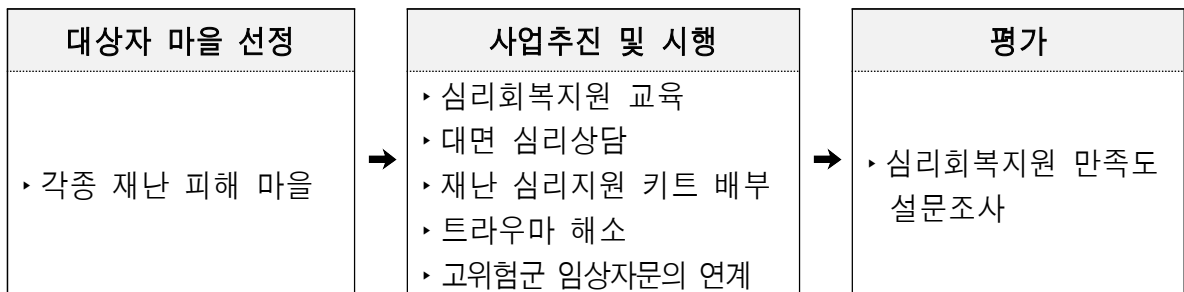 대상자 마을 선정
‣ 각종 재난 피해 마을
사업추진 및 시행
‣ 심리회복지원 교육
‣ 대면 심리상담
‣ 재난 심리지원 키트 배부
‣ 트라우마 해소
‣ 고위험군 임상자문의 연계
평가
‣ 심리회복지원 만족도
설문조사